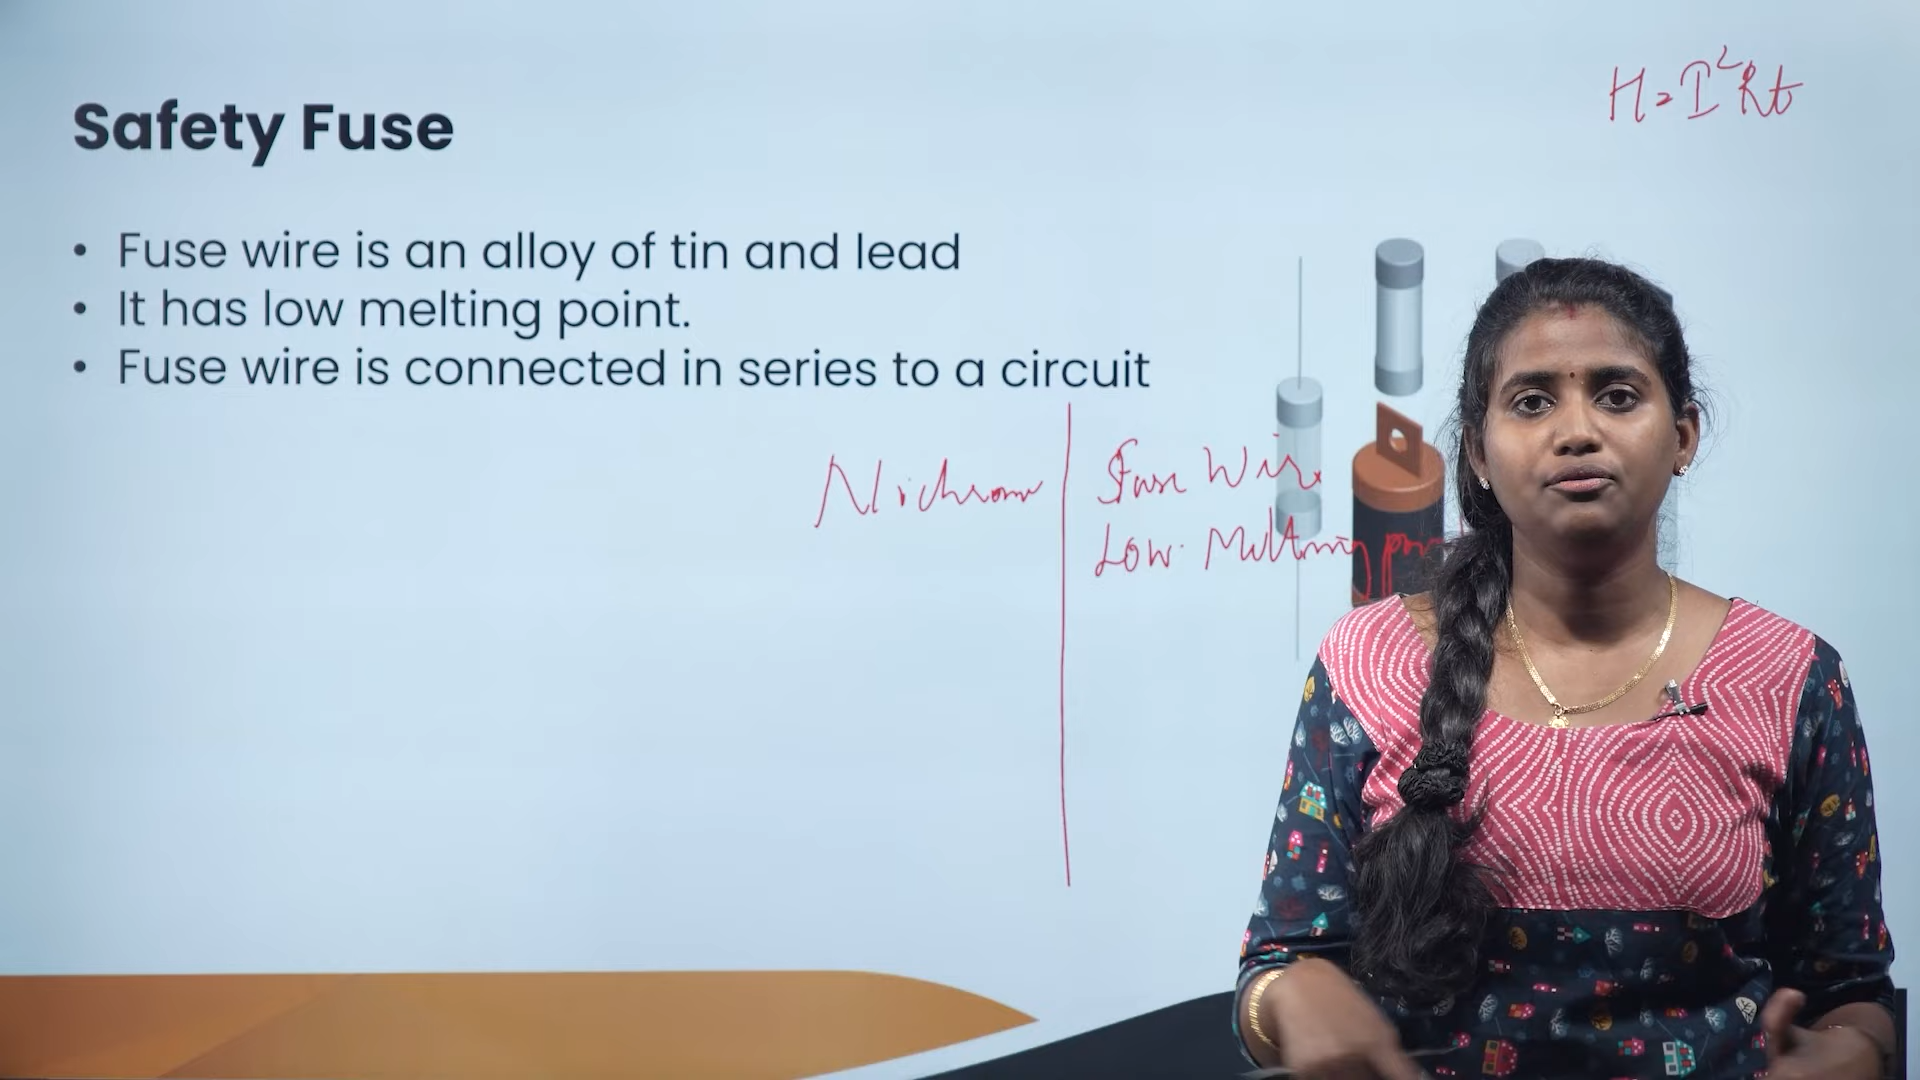 H = I²Rt
Safety Fuse
• Fuse wire is an alloy of tin and lead
• It has low melting point.
• Fuse wire is connected in series to a circuit
Nichrome
Fuse Wire
Low Melting